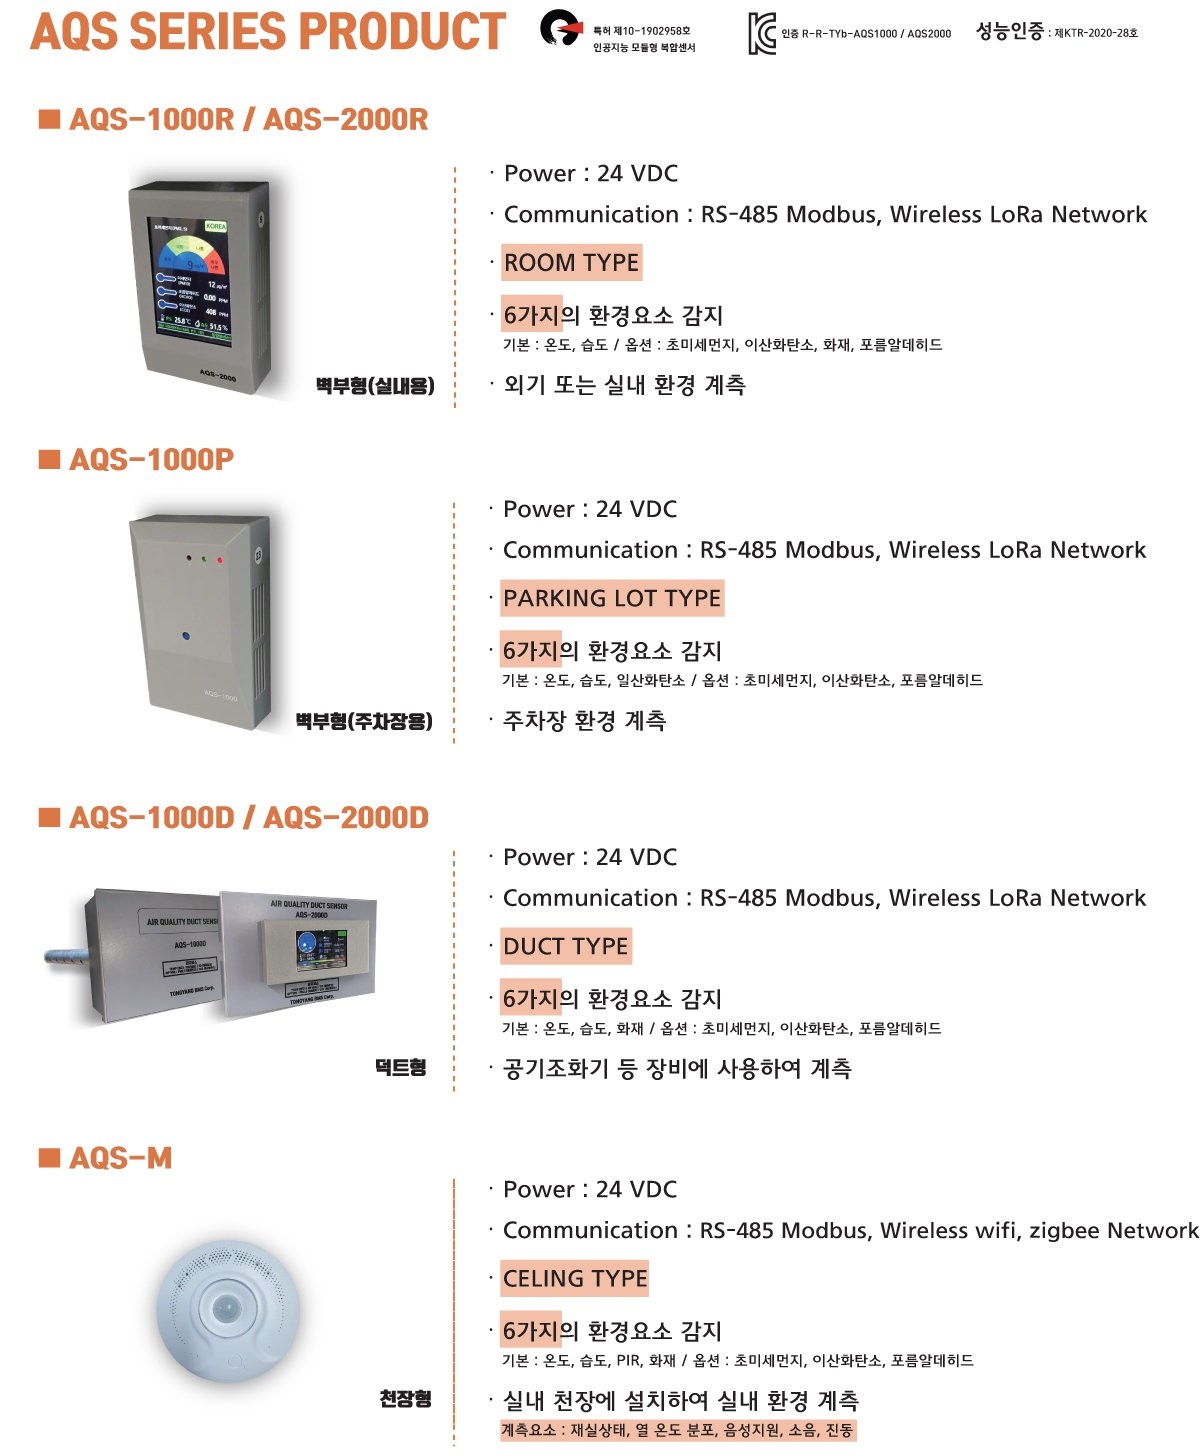 AQS SERIES PRODUCT
특허 제10-1902958호
인공지능 모듈형 복합센서
인증 R-R-TYb-AQS1000 / AQS2000
성능인증 : 제KTR-2020-28호
■ AQS-1000R / AQS-2000R
KOREA
9
12 μg/m³
0.00 PPM
408 PPM
25.8℃
51.5 %
AQS-2000
벽부형(실내용)
· Power : 24 VDC
· Communication : RS-485 Modbus, Wireless LoRa Network
· ROOM TYPE
· 6가지의 환경요소 감지
기본 : 온도, 습도 / 옵션 : 초미세먼지, 이산화탄소, 화재, 포름알데히드
· 외기 또는 실내 환경 계측
■ AQS-1000P
AQS-1000
벽부형(주차장용)
· Power : 24 VDC
· Communication : RS-485 Modbus, Wireless LoRa Network
· PARKING LOT TYPE
· 6가지의 환경요소 감지
기본 : 온도, 습도, 일산화탄소 / 옵션 : 초미세먼지, 이산화탄소, 포름알데히드
· 주차장 환경 계측
■ AQS-1000D / AQS-2000D
AIR QUALITY DUCT SENS
AQS-1000D
TONGYANG BMS Corp.
AIR QUALITY DUCT SENSOR
AQS-2000D
TONGYANG BMS Corp.
덕트형
· Power : 24 VDC
· Communication : RS-485 Modbus, Wireless LoRa Network
· DUCT TYPE
· 6가지의 환경요소 감지
기본 : 온도, 습도, 화재 / 옵션 : 초미세먼지, 이산화탄소, 포름알데히드
· 공기조화기 등 장비에 사용하여 계측
■ AQS-M
천장형
· Power : 24 VDC
· Communication : RS-485 Modbus, Wireless wifi, zigbee Network
· CELING TYPE
· 6가지의 환경요소 감지
기본 : 온도, 습도, PIR, 화재 / 옵션 : 초미세먼지, 이산화탄소, 포름알데히드
· 실내 천장에 설치하여 실내 환경 계측
계측요소 : 재실상태, 열 온도 분포, 음성지원, 소음, 진동